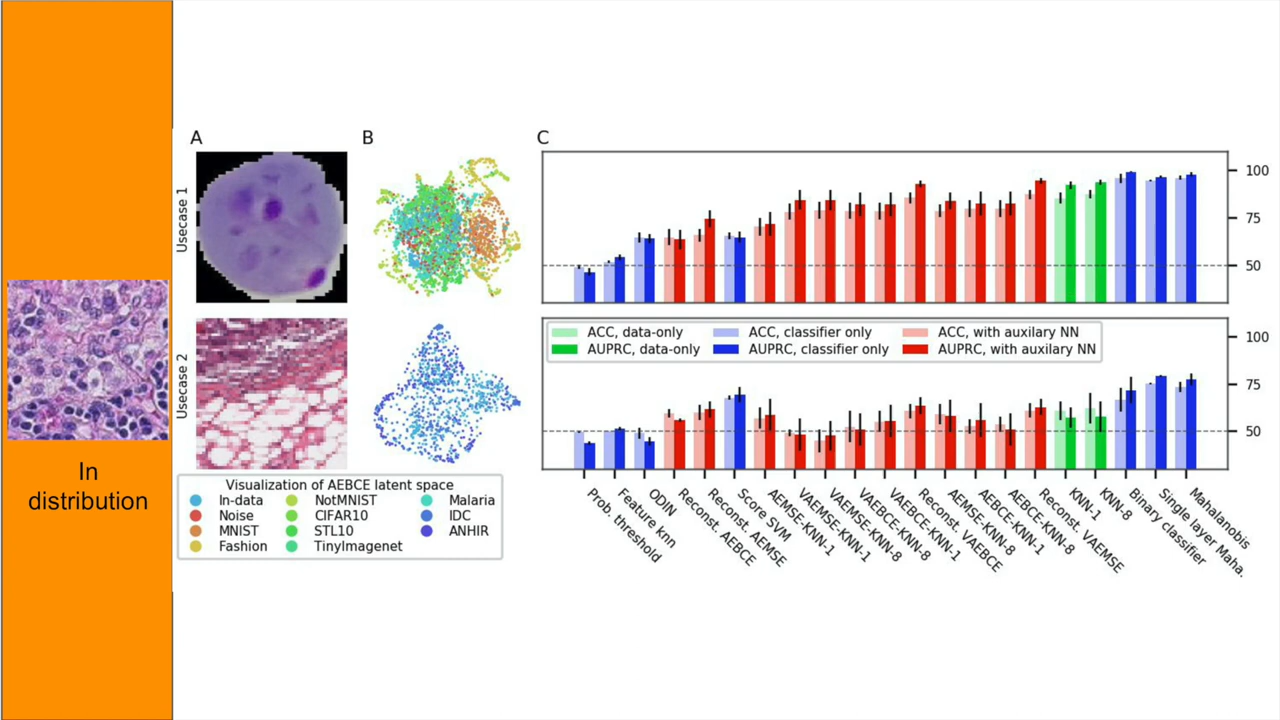 In
distribution
A
B
C
Usecase 1
Usecase 2
100
75
50
100
75
50
ACC, data-only
AUPRC, data-only
ACC, classifier only
AUPRC, classifier only
ACC, with auxilary NN
AUPRC, with auxilary NN
Visualization of AEBCE latent space
In-data
Noise
MNIST
Fashion
NotMNIST
CIFAR10
STL10
TinyImagenet
Malaria
IDC
ANHIR
Prob. threshold
Feature knn
ODIN
Reconst. AEBCE
Reconst. AEMSE
Score SVM
AEMSE-KNN-1
VAEMSE-KNN-1
VAEMSE-KNN-8
VAEBCE-KNN-8
VAEBCE-KNN-1
Reconst. VAEBCE
AEMSE-KNN-8
AEBCE-KNN-1
AEBCE-KNN-8
Reconst. VAEMSE
KNN-1
KNN-8
Binary classifier
Single layer Maha.
Mahalanobis